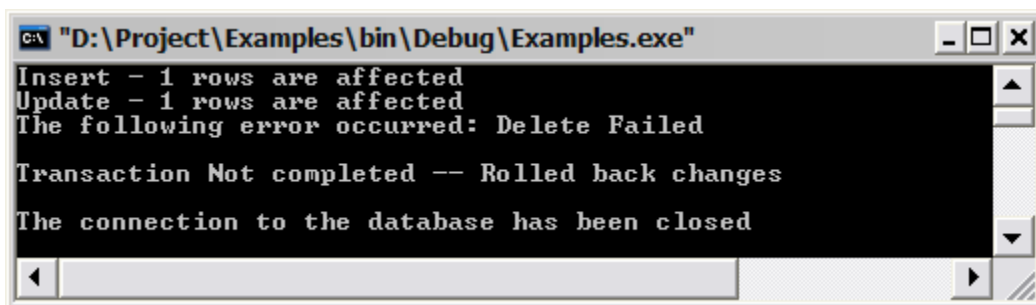 "D:\Project\Examples\bin\Debug\Examples.exe"
Insert - 1 rows are affected
Update - 1 rows are affected
The following error occurred: Delete Failed
Transaction Not completed -- Rolled back changes
The connection to the database has been closed